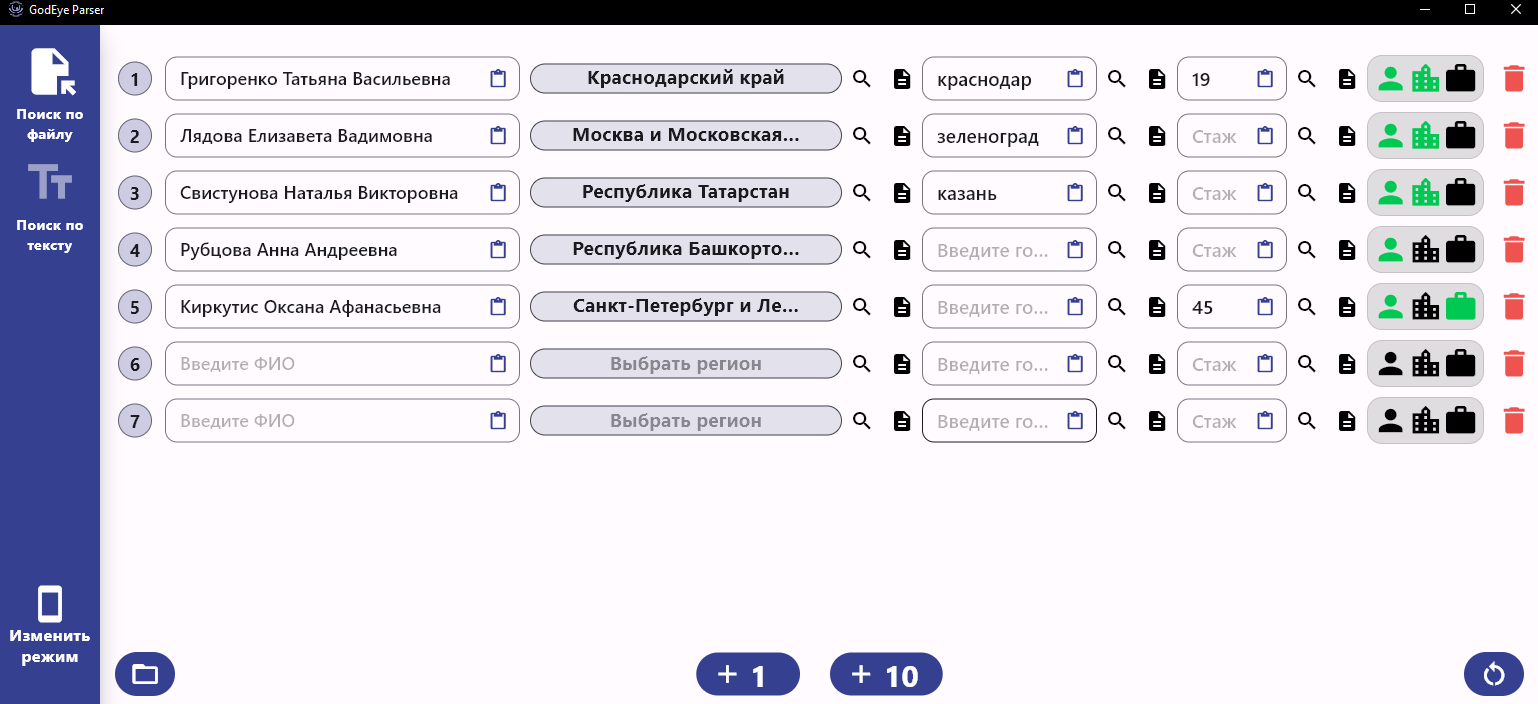 GodEye Parser
Поиск по
файлу
Поиск по
тексту
Изменить
режим
1 Григоренко Татьяна Васильевна Краснодарский край краснодар 19
2 Лядова Елизавета Вадимовна Москва и Московская... зеленоград Стаж
3 Свистунова Наталья Викторовна Республика Татарстан казань Стаж
4 Рубцова Анна Андреевна Республика Башкорто... Введите го... Стаж
5 Киркутис Оксана Афанасьевна Санкт-Петербург и Ле... Введите го... 45
6 Введите ФИО Выбрать регион Введите го... Стаж
7 Введите ФИО Выбрать регион Введите го... Стаж
+ 1 + 10